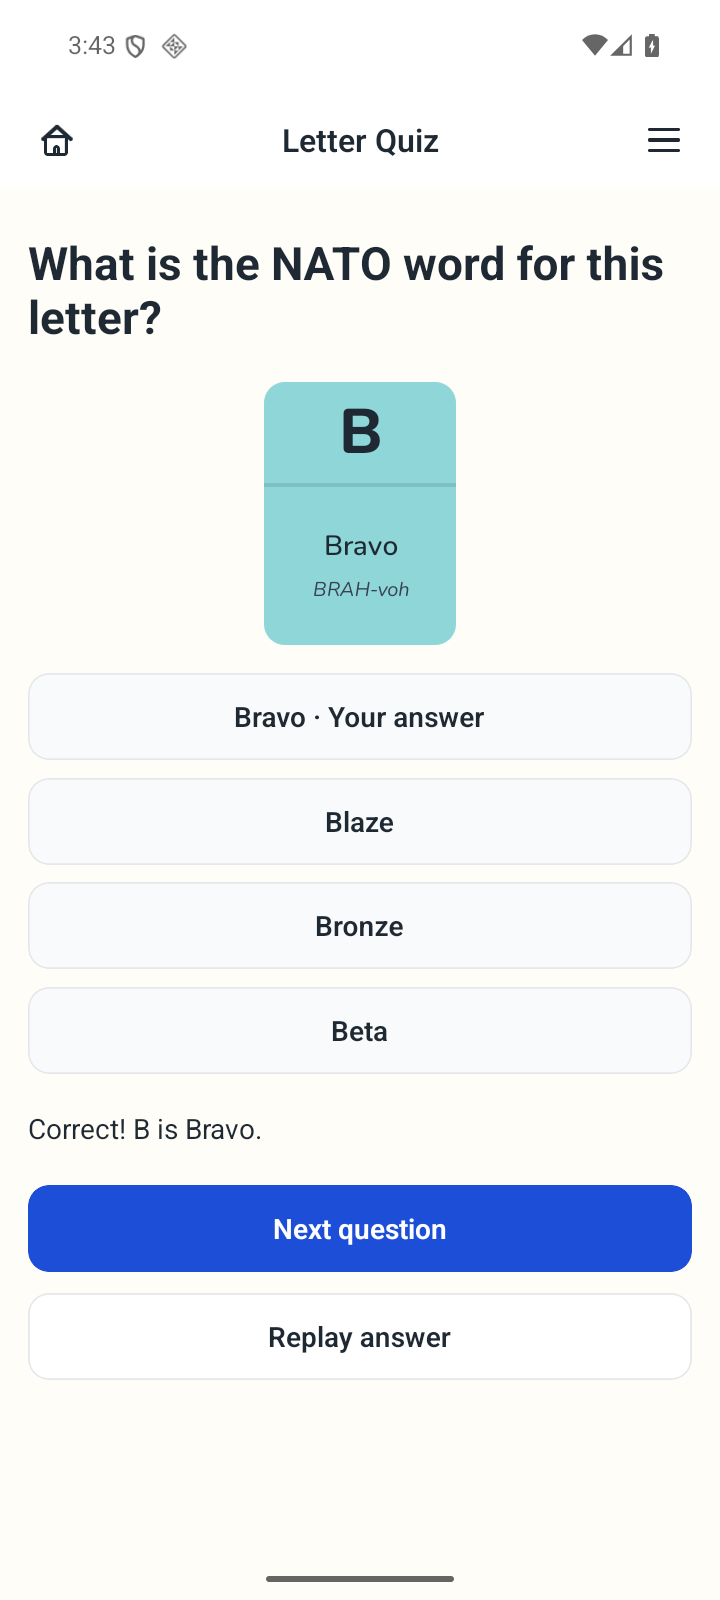 3:43
Letter Quiz
What is the NATO word for this
letter?
B
Bravo
BRAH-voh
Bravo · Your answer
Blaze
Bronze
Beta
Correct! B is Bravo.
Next question
Replay answer